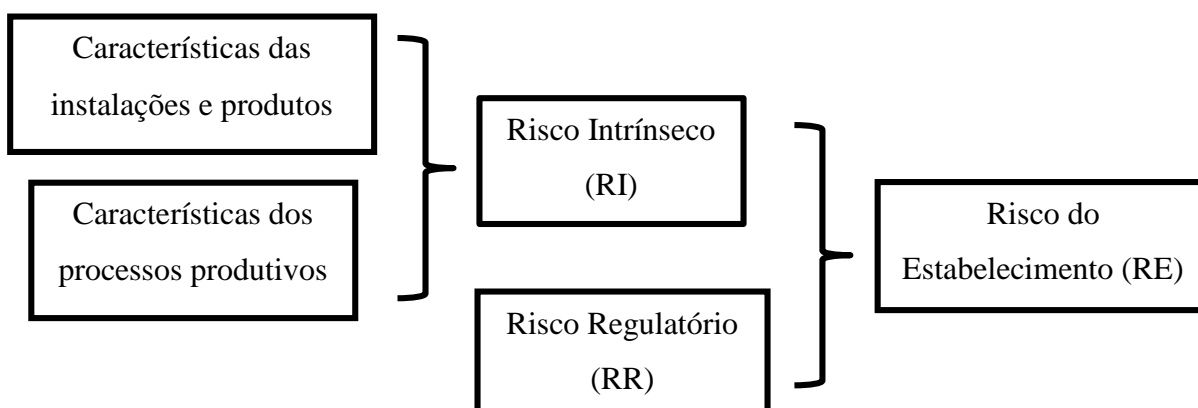 Características das
instalações e produtos
Características dos
processos produtivos
Risco Intrínseco
(RI)
Risco Regulatório
(RR)
Risco do
Estabelecimento (RE)